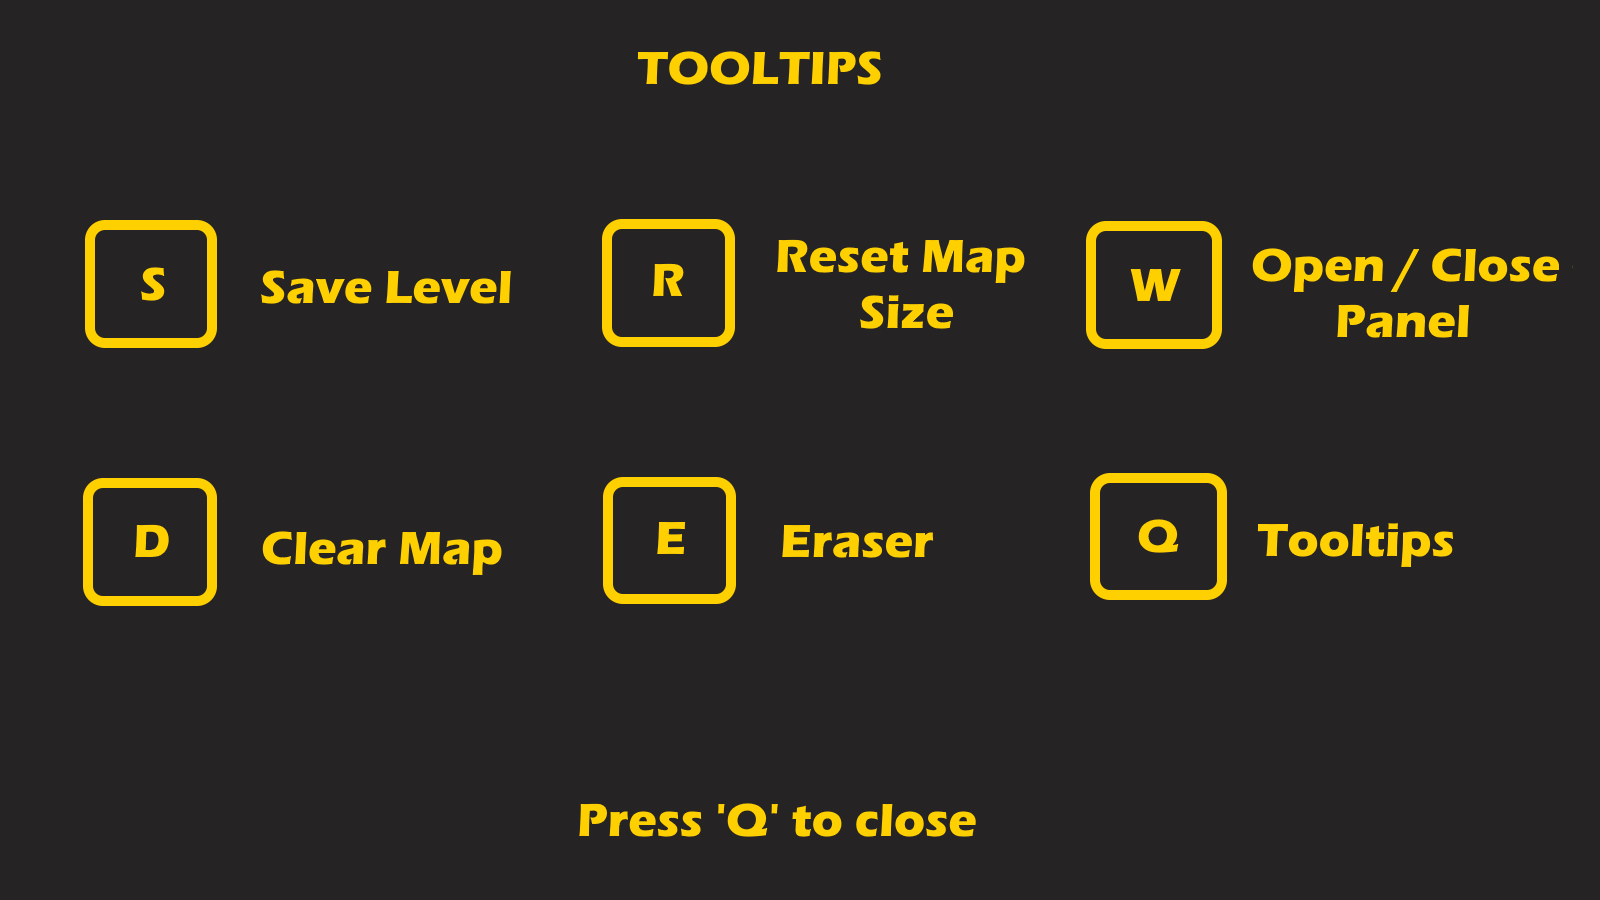 TOOLTIPS
S
Save Level
R
Reset Map
Size
W
Open / Close
Panel
D
Clear Map
E
Eraser
Q
Tooltips
Press 'Q' to close